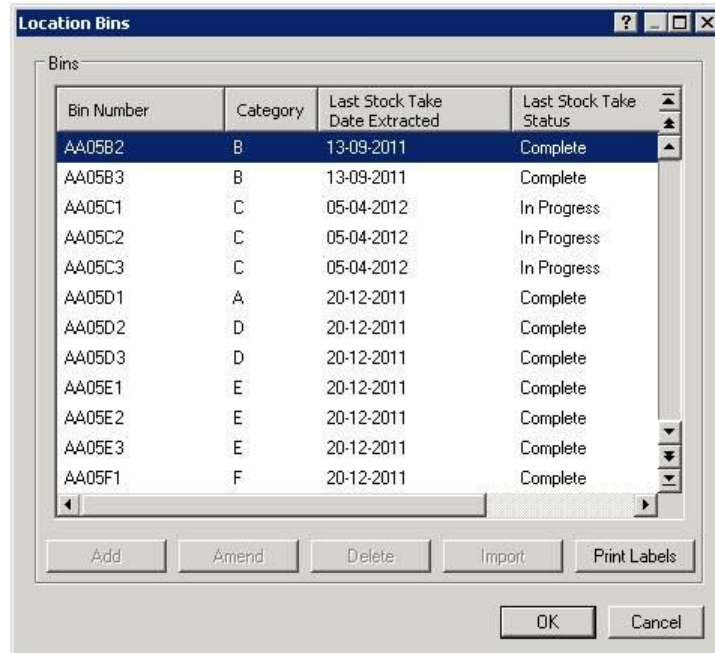 Location Bins
?
Bins
Bin Number Category Last Stock Take Date Extracted Last Stock Take Status
AA05B2 B 13-09-2011 Complete
AA05B3 B 13-09-2011 Complete
AA05C1 C 05-04-2012 In Progress
AA05C2 C 05-04-2012 In Progress
AA05C3 C 05-04-2012 In Progress
AA05D1 A 20-12-2011 Complete
AA05D2 D 20-12-2011 Complete
AA05D3 D 20-12-2011 Complete
AA05E1 E 20-12-2011 Complete
AA05E2 E 20-12-2011 Complete
AA05E3 E 20-12-2011 Complete
AA05F1 F 20-12-2011 Complete
Add Amend Delete Import Print Labels
OK Cancel